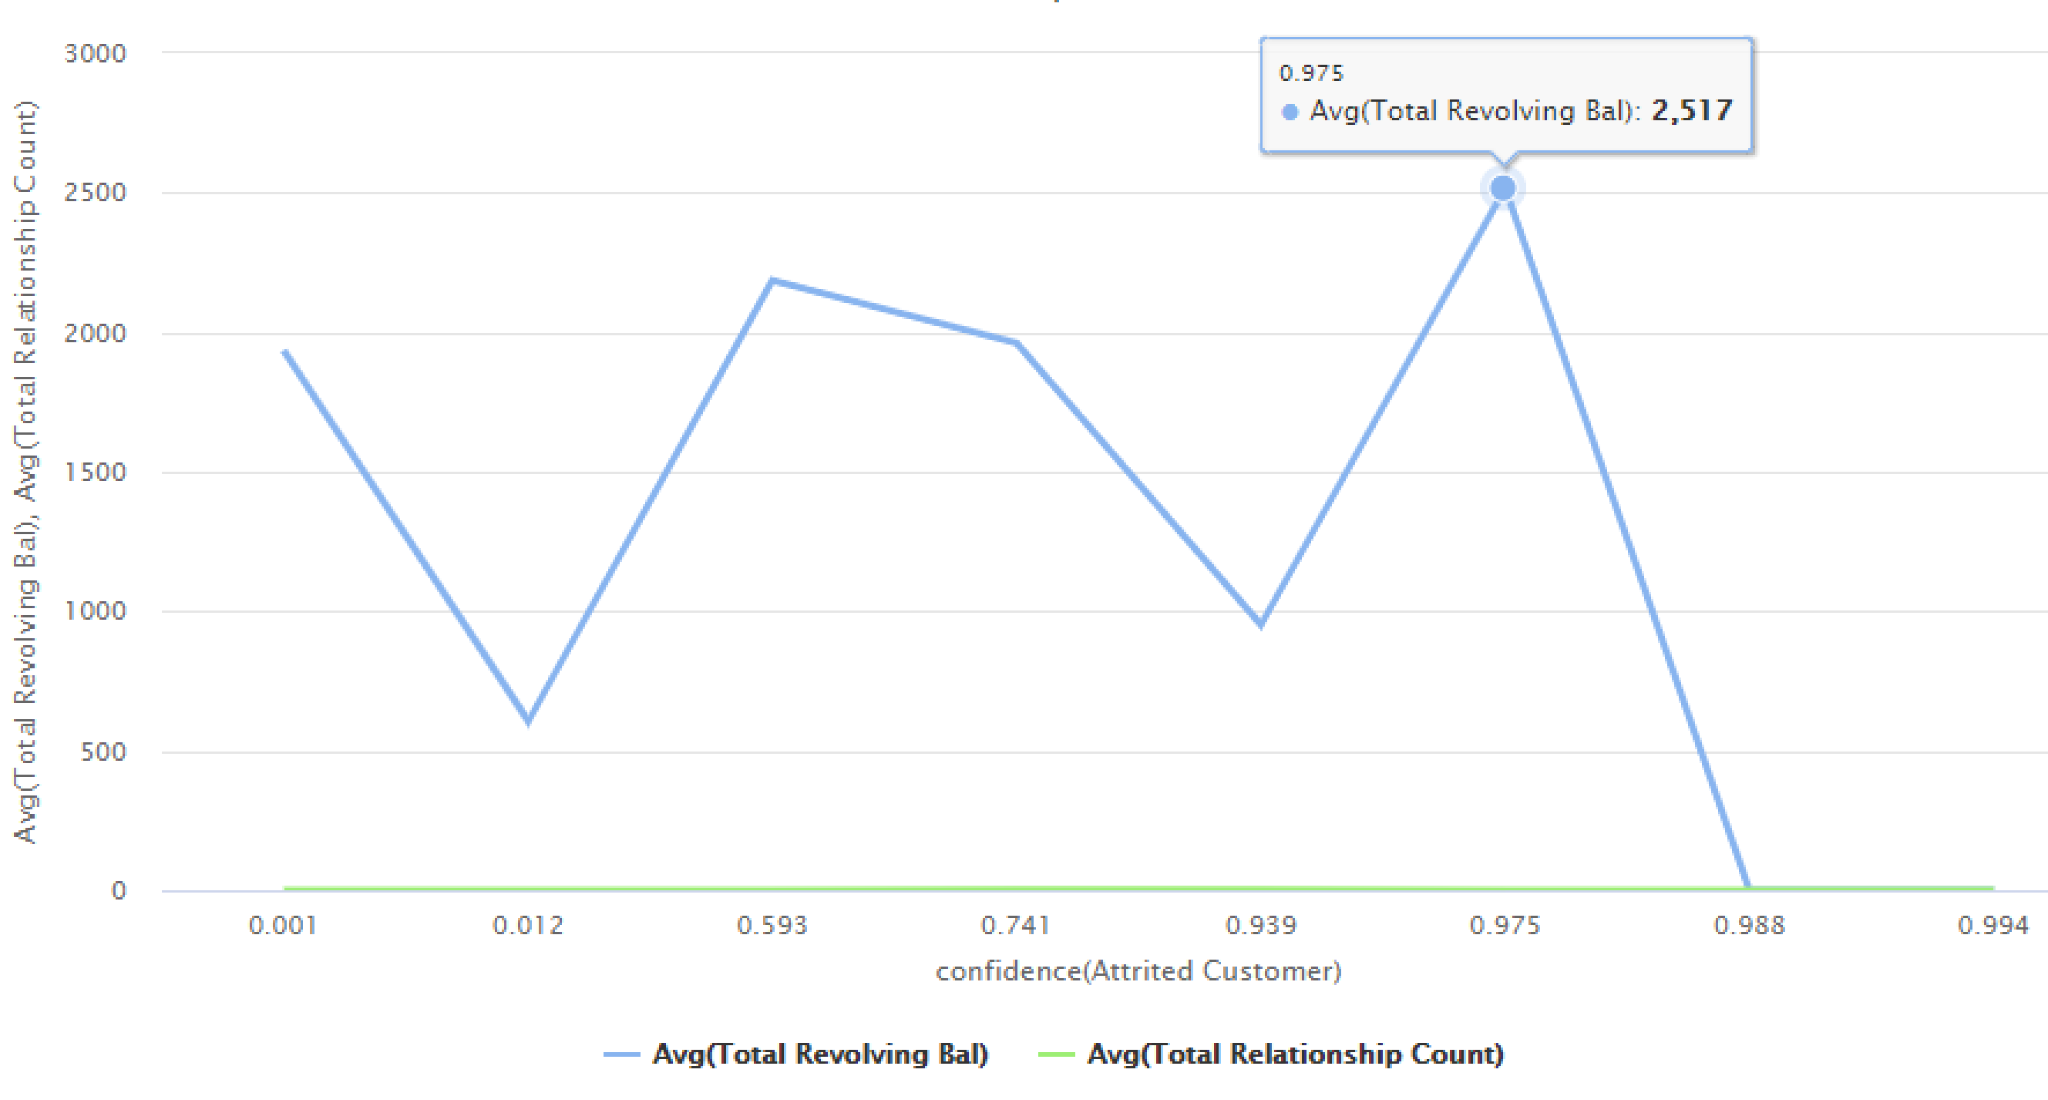 3000
2500
2000
1500
1000
500
0
Avg(Total Revolving Bal), Avg(Total Relationship Count)
0.975
Avg(Total Revolving Bal): 2,517
0.001 0.012 0.593 0.741 0.939 0.975 0.988 0.994
confidence(Attrited Customer)
Avg(Total Revolving Bal) Avg(Total Relationship Count)